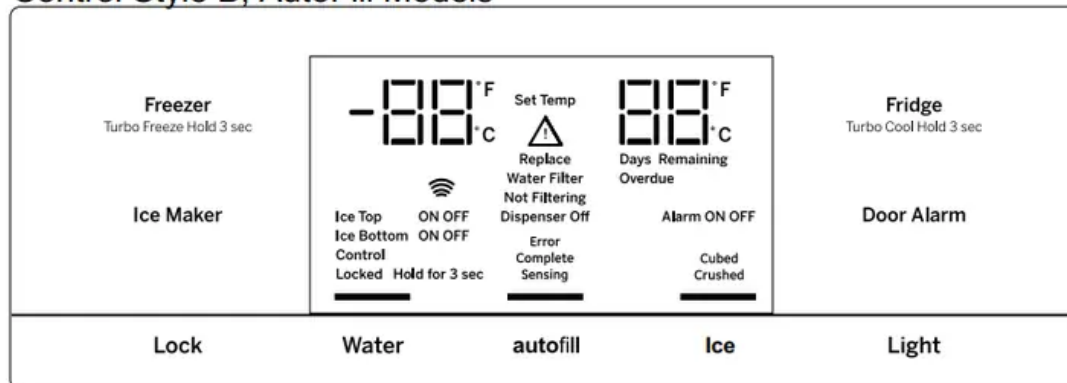 Control Style B, Autofill Models
-88 °F °C
Set Temp
88 °F °C
Freezer
Turbo Freeze Hold 3 sec
Fridge
Turbo Cool Hold 3 sec
!
Replace
Water Filter
Not Filtering
Dispenser Off
Days Remaining
Overdue
Ice Maker
Ice Top ON OFF
Ice Bottom ON OFF
Control
Locked Hold for 3 sec
Error
Complete
Sensing
Alarm ON OFF
Cubed
Crushed
Door Alarm
Lock
Water
autofill
Ice
Light